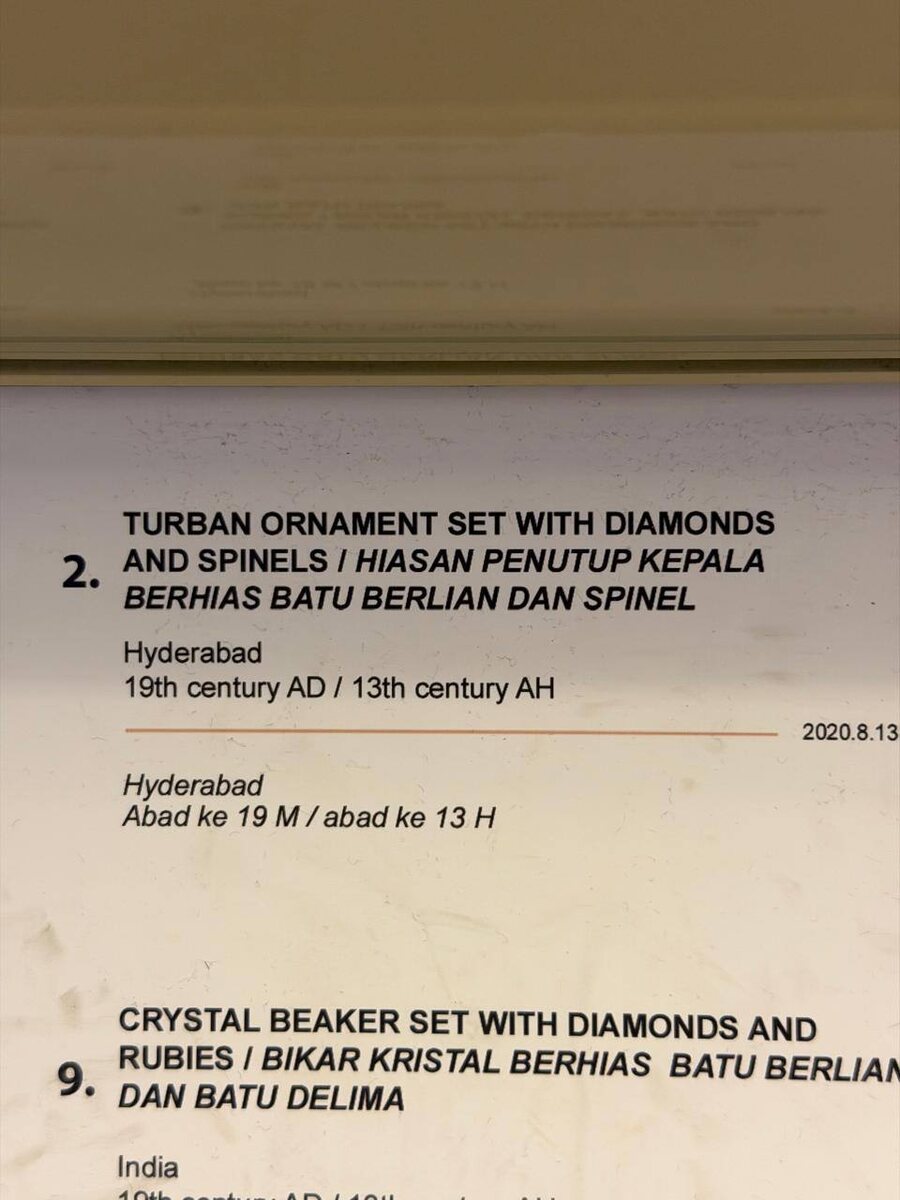 2.
TURBAN ORNAMENT SET WITH DIAMONDS
AND SPINELS / HIASAN PENUTUP KEPALA
BERHIAS BATU BERLIAN DAN SPINEL
Hyderabad
19th century AD / 13th century AH
2020.8.13
Hyderabad
Abad ke 19 M / abad ke 13 H
9.
CRYSTAL BEAKER SET WITH DIAMONDS AND
RUBIES / BIKAR KRISTAL BERHIAS BATU BERLIAN
DAN BATU DELIMA
India